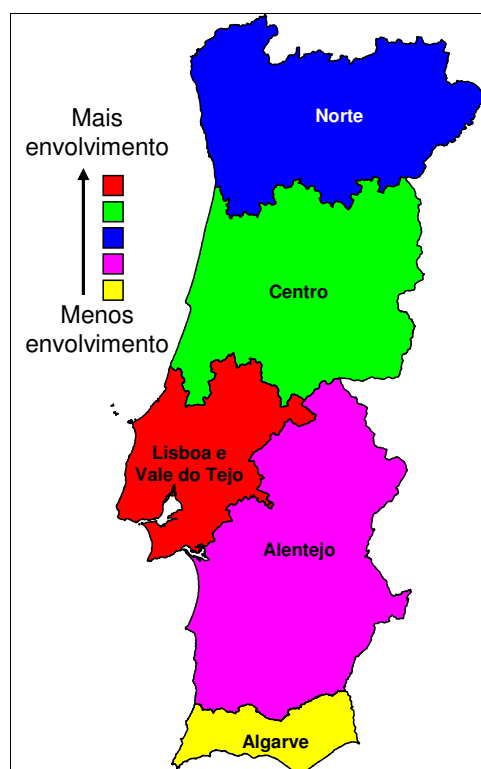 Norte
Mais
envolvimento
Centro
Menos
envolvimento
Lisboa e
Vale do Tejo
Alentejo
Algarve